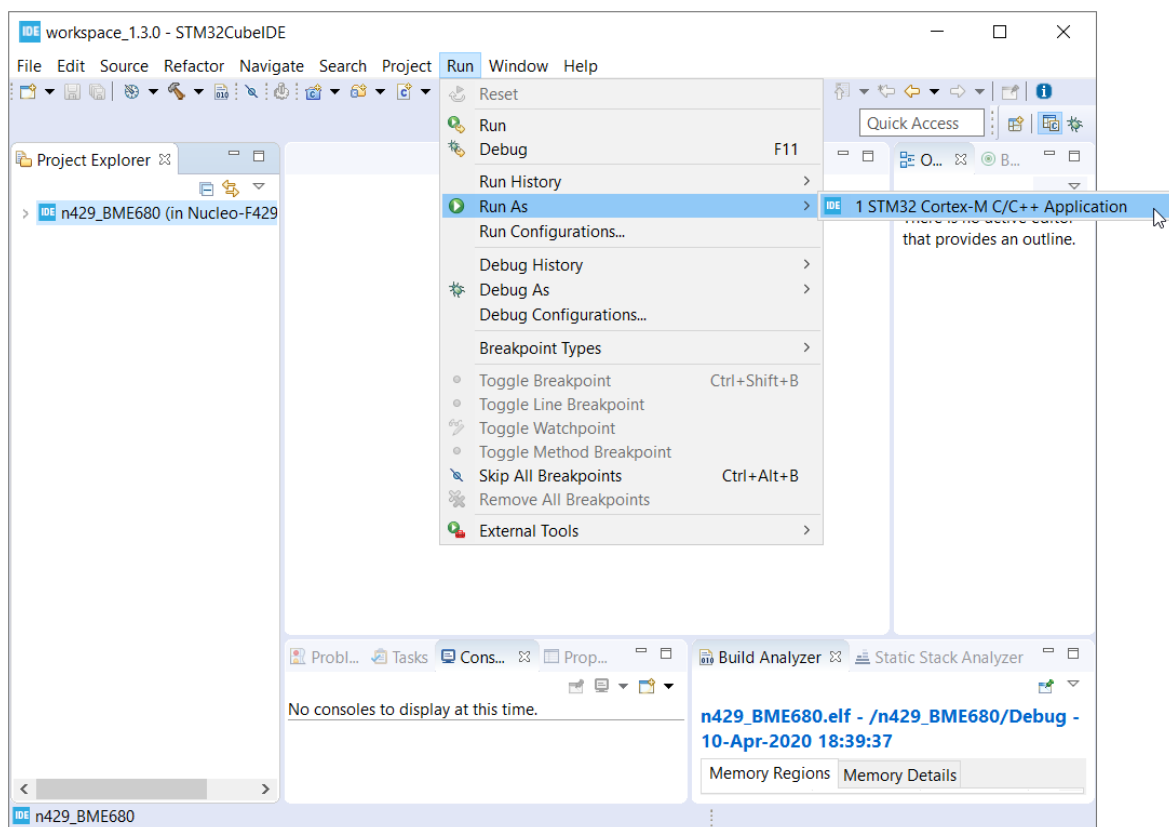 IDE workspace_1.3.0 - STM32CubeIDE
File Edit Source Refactor Navigate Search Project Run Window Help
Quick Access
Project Explorer
n429_BME680 (in Nucleo-F429
Reset
Run
Debug F11
Run History
Run As
Run Configurations...
Debug History
Debug As
Debug Configurations...
Breakpoint Types
Toggle Breakpoint Ctrl+Shift+B
Toggle Line Breakpoint
Toggle Watchpoint
Toggle Method Breakpoint
Skip All Breakpoints Ctrl+Alt+B
Remove All Breakpoints
External Tools
IDE 1 STM32 Cortex-M C/C++ Application
O... B...
There is no active editor
that provides an outline.
Probl... Tasks Cons... Prop...
No consoles to display at this time.
Build Analyzer Static Stack Analyzer
n429_BME680.elf - /n429_BME680/Debug -
10-Apr-2020 18:39:37
Memory Regions Memory Details
IDE n429_BME680